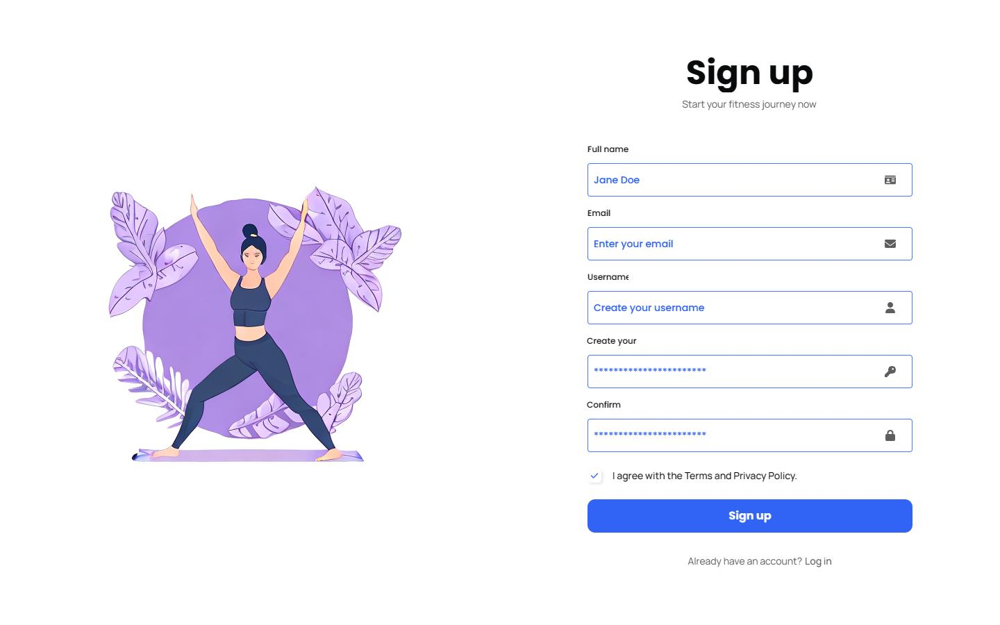 Sign up
Start your fitness journey now
Full name
Jane Doe
Email
Enter your email
Username
Create your username
Create your
***********************
Confirm
***********************
I agree with the Terms and Privacy Policy.
Sign up
Already have an account? Log in